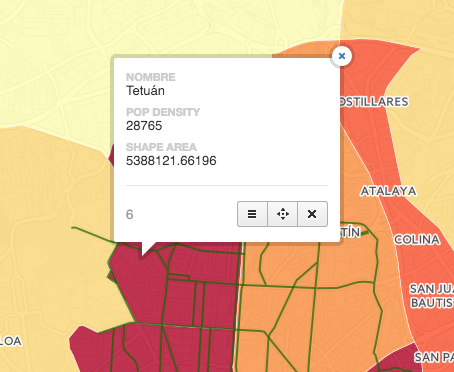 NOMBRE
Tetuán
POP DENSITY
28765
SHAPE AREA
5388121.66196
6
OSTILLARES
ATALAYA
TÍN
COLINA
SAN JUA
BAUTIS
LOA
SAN PA